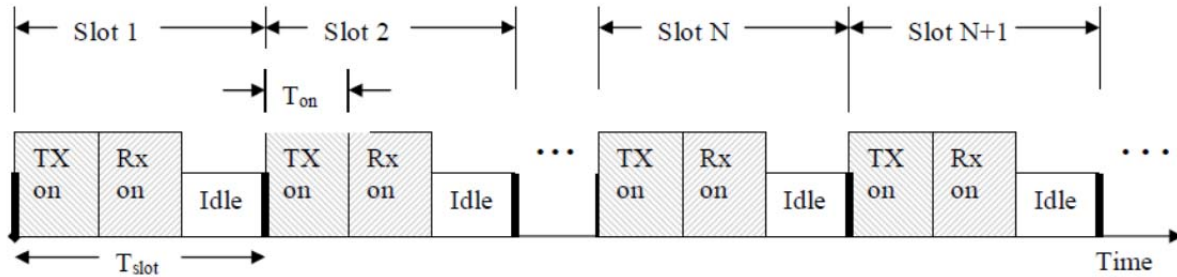 Slot 1
Slot 2
Slot N
Slot N+1
Ton
TX on
Rx on
Idle
TX on
Rx on
Idle
...
TX on
Rx on
Idle
TX on
Rx on
Idle
...
Tslot
Time